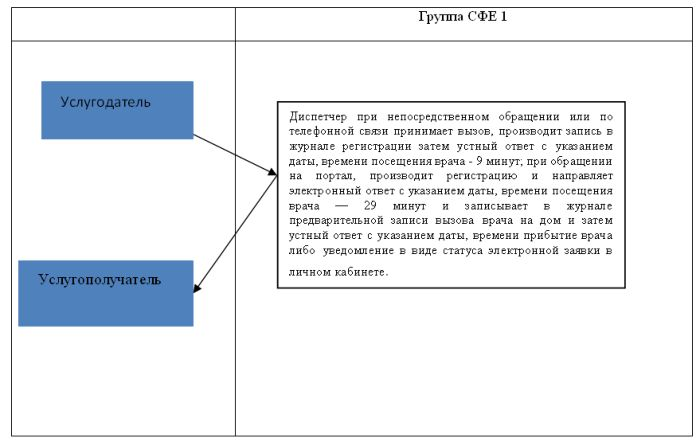 Группа СФЕ 1
Услугодатель
Диспетчер при непосредственном обращении или по
телефонной связи принимает вызов, производит запись в
журнале регистрации затем устный ответ с указанием
даты, времени посещения врача - 9 минут; при обращении
на портал, производит регистрацию и направляет
электронный ответ с указанием даты, времени посещения
врача — 29 минут и записывает в журнале
предварительной записи вызова врача на дом и затем
устный ответ с указанием даты, времени прибытие врача
либо уведомление в виде статуса электронной заявки в
личном кабинете.
Услугополучатель